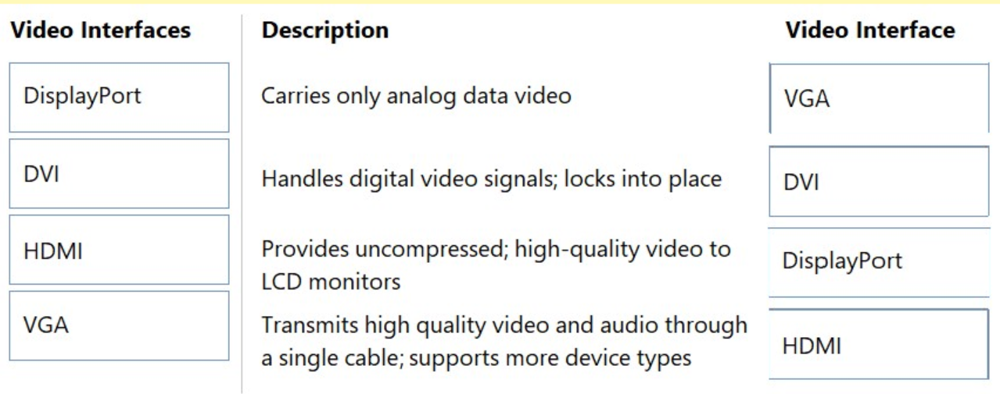 Video Interfaces
Description
Video Interface
DisplayPort
Carries only analog data video
VGA
DVI
Handles digital video signals; locks into place
DVI
HDMI
Provides uncompressed; high-quality video to
LCD monitors
DisplayPort
VGA
Transmits high quality video and audio through
a single cable; supports more device types
HDMI